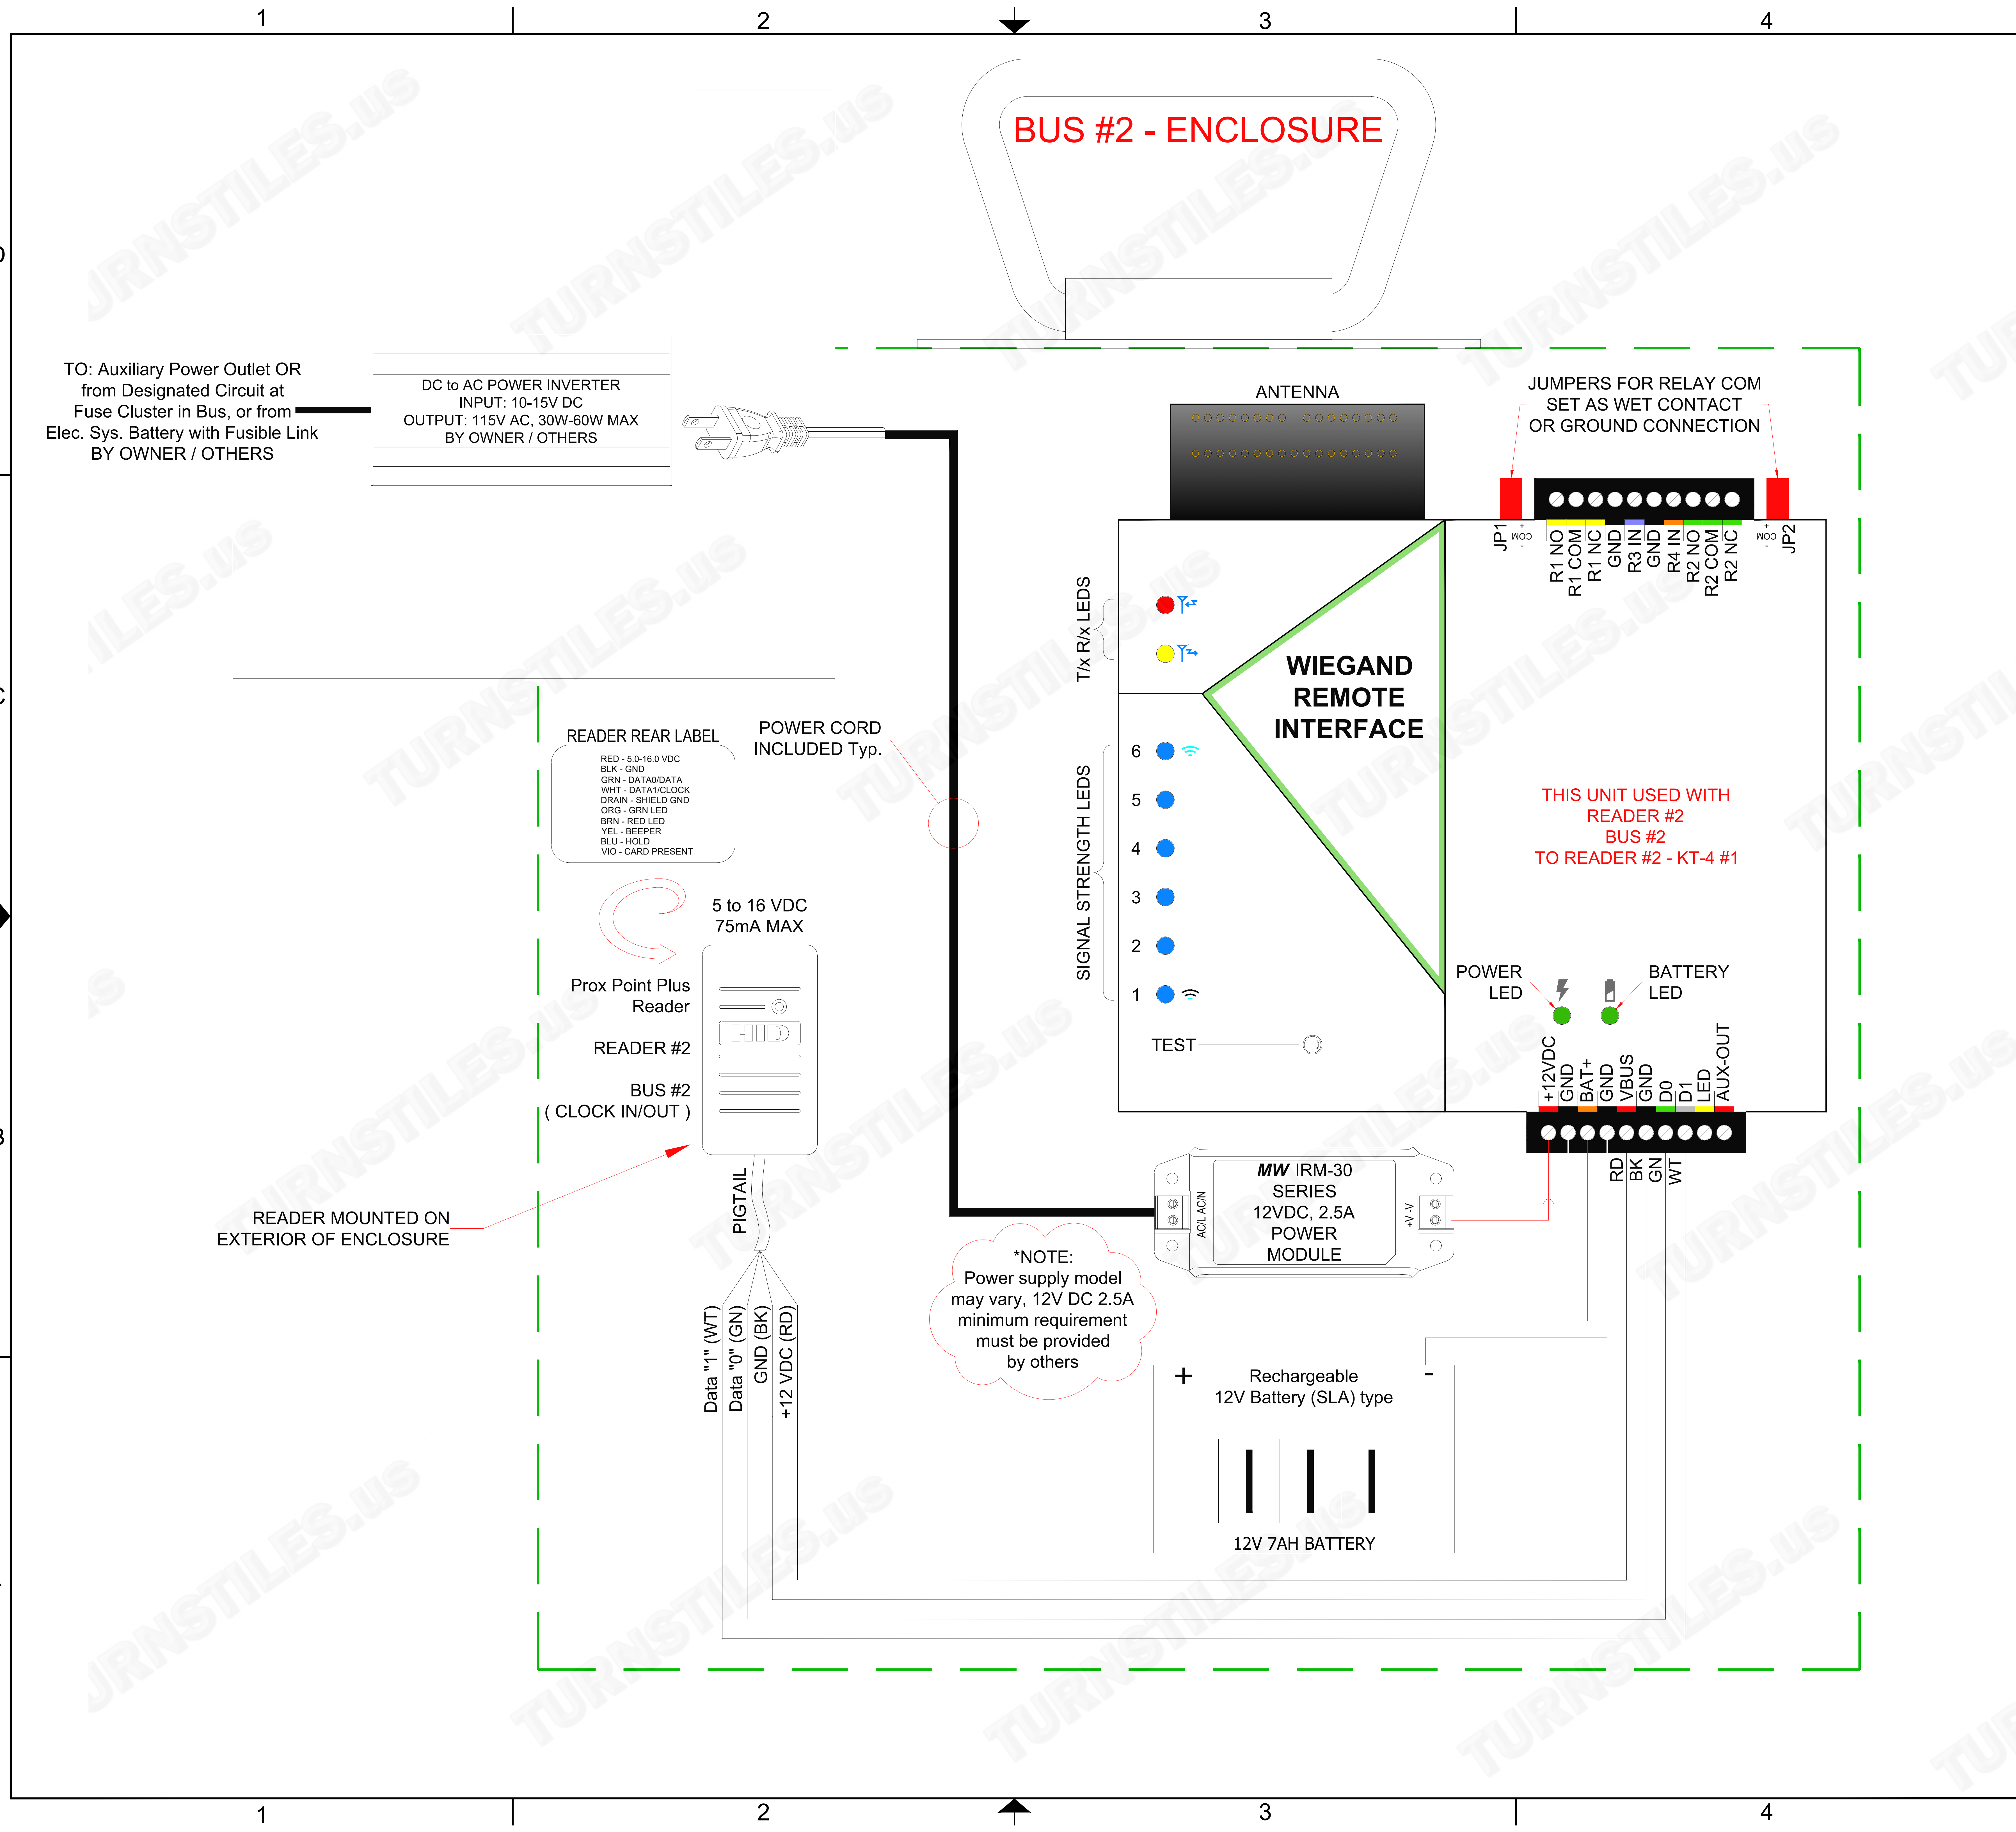 1
2
3
4
BUS #2 - ENCLOSURE
TO: Auxiliary Power Outlet OR
from Designated Circuit at
Fuse Cluster in Bus, or from
Elec. Sys. Battery with Fusible Link
BY OWNER / OTHERS
DC to AC POWER INVERTER
INPUT: 10-15V DC
OUTPUT: 115V AC, 30W-60W MAX
BY OWNER / OTHERS
ANTENNA
JUMPERS FOR RELAY COM
SET AS WET CONTACT
OR GROUND CONNECTION
JP1
+
COM
-
R1 NO
R1 COM
R1 NC
GND
R3 IN
GND
R4 IN
R2 NO
R2 COM
R2 NC
+
COM
-
JP2
T/x R/x LEDS
WIEGAND
REMOTE
INTERFACE
POWER CORD
INCLUDED Typ.
READER REAR LABEL
RED - 5.0-16.0 VDC
BLK - GND
GRN - DATA0/DATA
WHT - DATA1/CLOCK
DRAIN - SHIELD GND
ORG - GRN LED
BRN - RED LED
YEL - BEEPER
BLU - HOLD
VIO - CARD PRESENT
SIGNAL STRENGTH LEDS
6
5
4
3
2
1
TEST
THIS UNIT USED WITH
READER #2
BUS #2
TO READER #2 - KT-4 #1
5 to 16 VDC
75mA MAX
Prox Point Plus
Reader
READER #2
BUS #2
( CLOCK IN/OUT )
HID
POWER
LED
BATTERY
LED
+12VDC
GND
BAT+
GND
VBUS
GND
D0
D1
LED
AUX-OUT
RD
BK
GN
WT
READER MOUNTED ON
EXTERIOR OF ENCLOSURE
PIGTAIL
AC/L AC/N
MW IRM-30
SERIES
12VDC, 2.5A
POWER
MODULE
+V -V
*NOTE:
Power supply model
may vary, 12V DC 2.5A
minimum requirement
must be provided
by others
Data "1" (WT)
Data "0" (GN)
GND (BK)
+12 VDC (RD)
+
-
Rechargeable
12V Battery (SLA) type
12V 7AH BATTERY
1
2
3
4
TURNSTILES.us